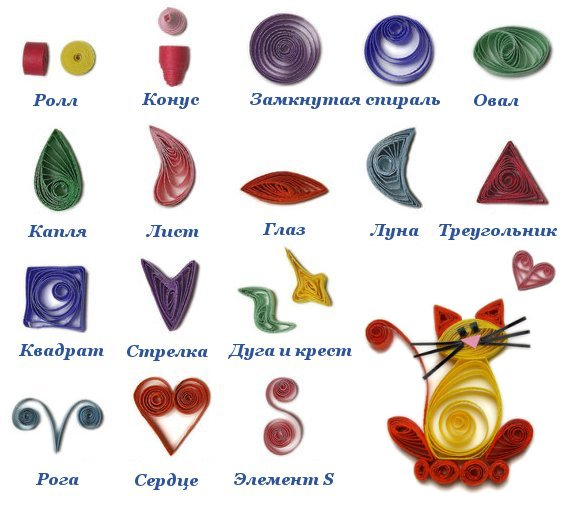 Ролл
Конус
Замкнутая спираль
Овал
Капля
Лист
Глаз
Луна
Треугольник
Квадрат
Стрелка
Дуга и крест
Рога
Сердце
Элемент S